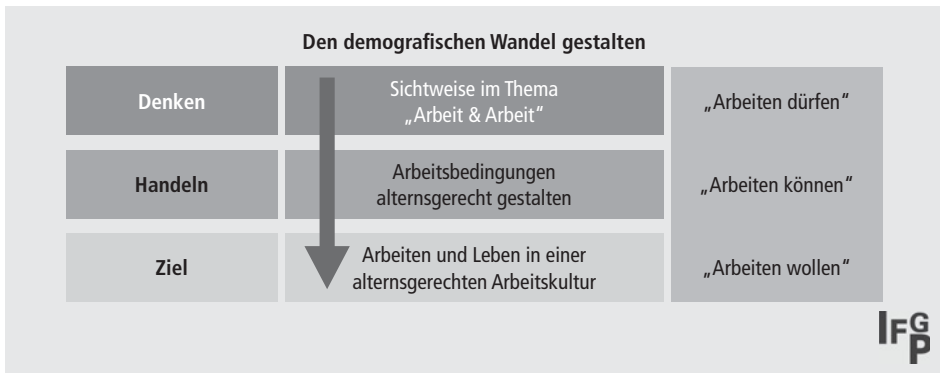 Den demografischen Wandel gestalten
Denken
Sichtweise im Thema
„Arbeit & Arbeit“
„Arbeiten dürfen“
Handeln
Arbeitsbedingungen
alternsgerecht gestalten
„Arbeiten können“
Ziel
Arbeiten und Leben in einer
alternsgerechten Arbeitskultur
„Arbeiten wollen“
IFGP